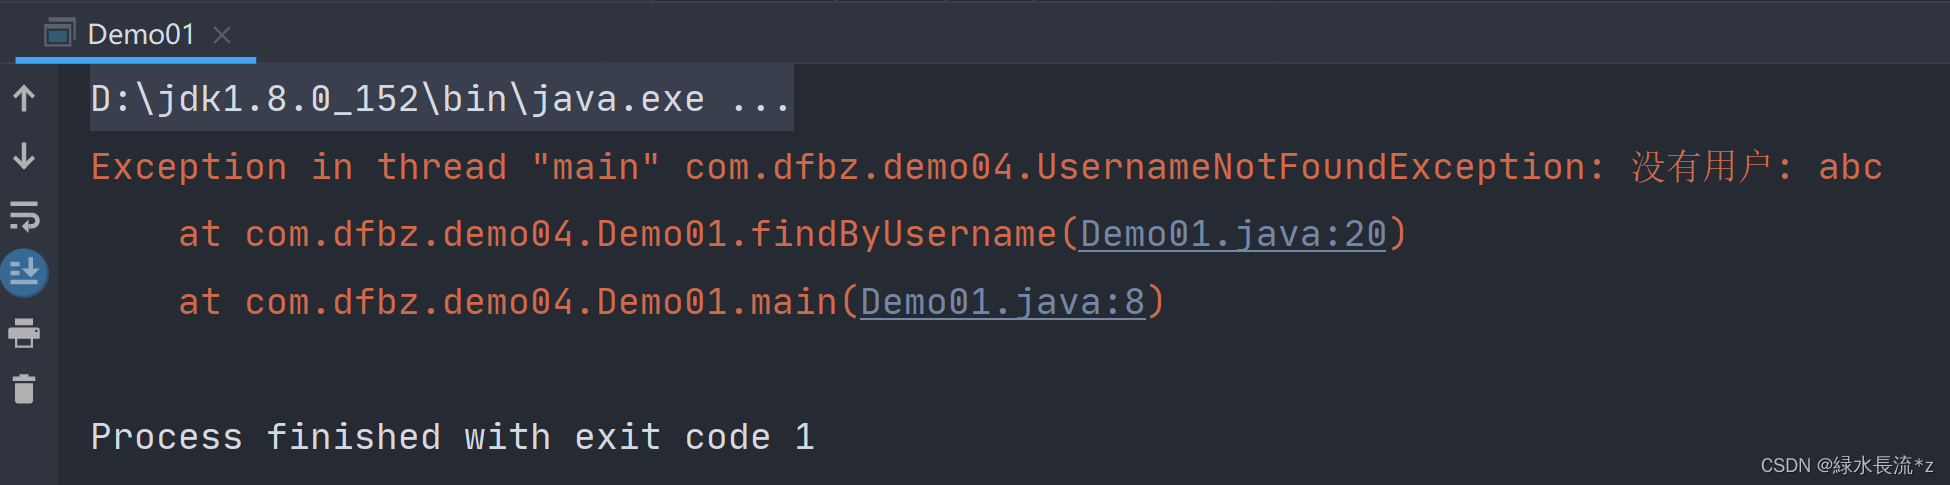 Demo01
D:\jdk1.8.0_152\bin\java.exe ...
Exception in thread "main" com.dfbz.demo04.UsernameNotFoundException: 没有用户: abc
at com.dfbz.demo04.Demo01.findByUsername(Demo01.java:20)
at com.dfbz.demo04.Demo01.main(Demo01.java:8)
Process finished with exit code 1
CSDN @緑水長流*z